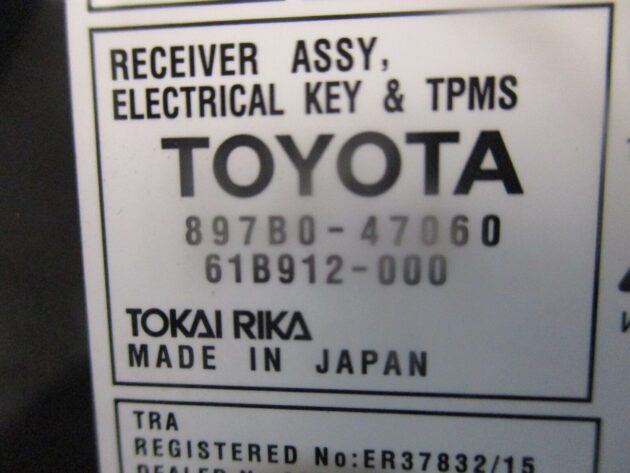 RECEIVER ASSY,
ELECTRICAL KEY & TPMS
TOYOTA
897B0-47060
61B912-000
TOKAI RIKA
MADE IN JAPAN
TRA
REGISTERED No:ER37832/15
DEALER